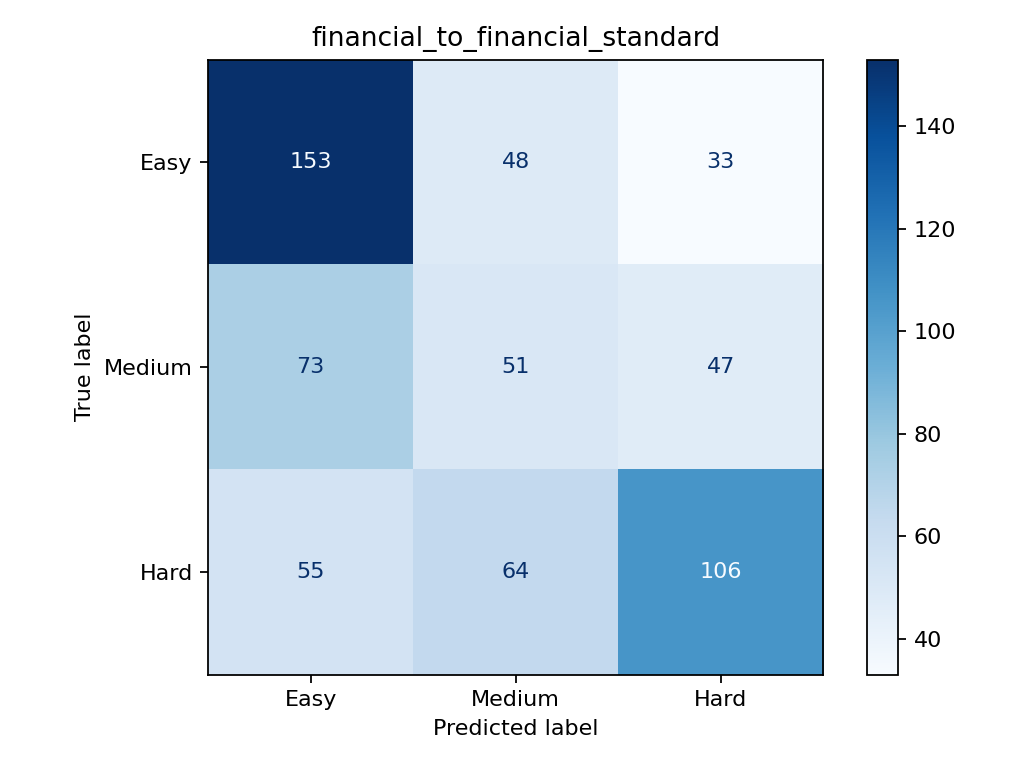 financial_to_financial_standard
True label
Easy 153 48 33
Medium 73 51 47
Hard 55 64 106
Easy Medium Hard
Predicted label
140
120
100
80
60
40